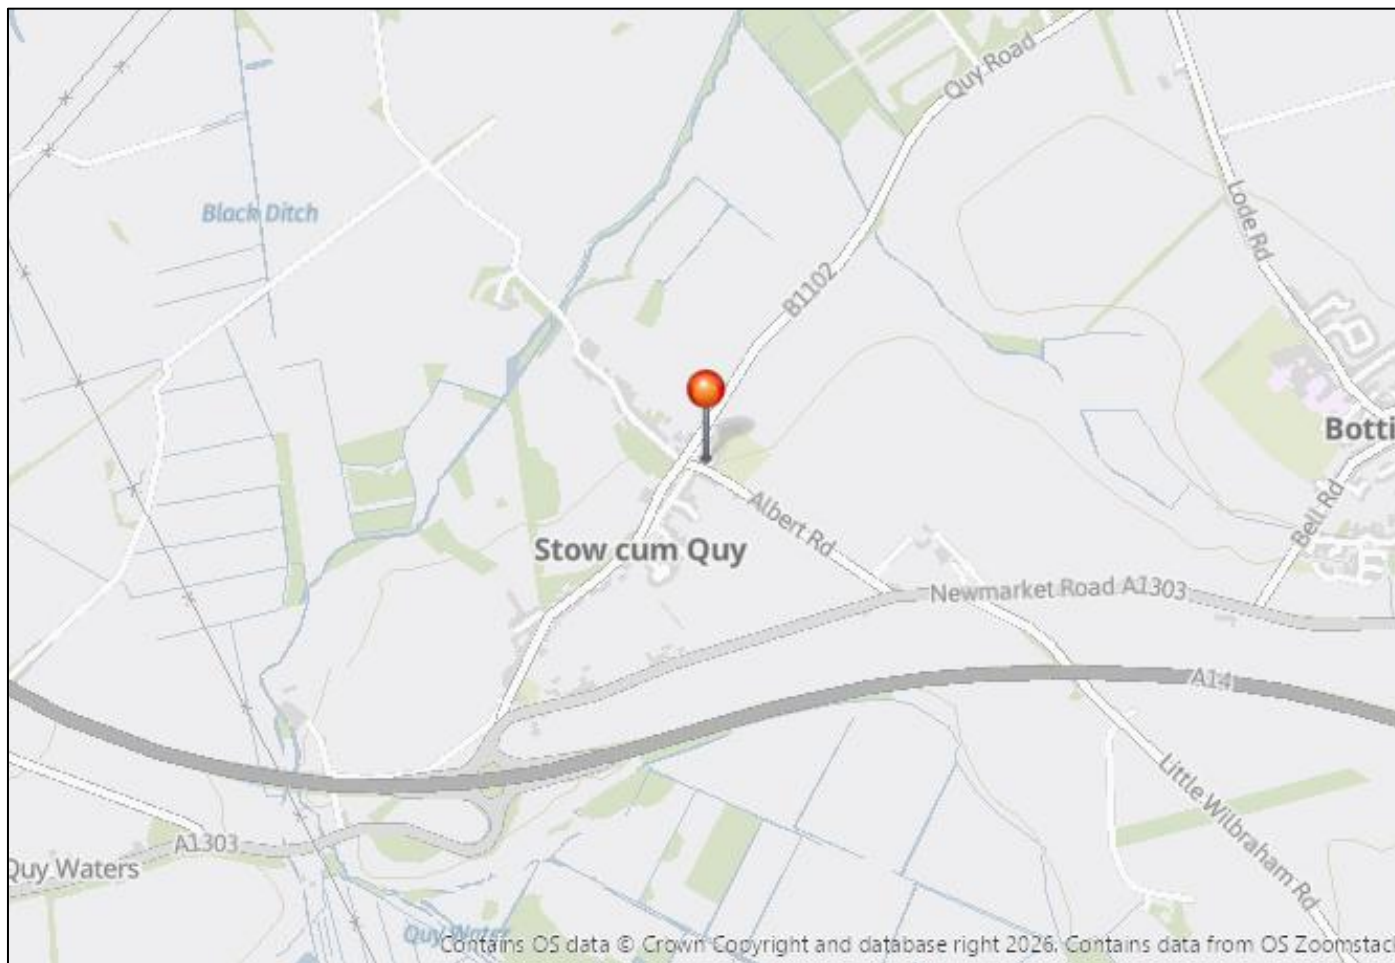 Quy Road
Lode Rd
Black Ditch
B1102
Botti
Albert Rd
Bell Rd
Stow cum Quy
Newmarket Road A1303
A14
Little Wilbraham Rd
A1303
Quy Waters
Quy Water
Contains OS data © Crown Copyright and database right 2026. Contains data from OS Zoomstac